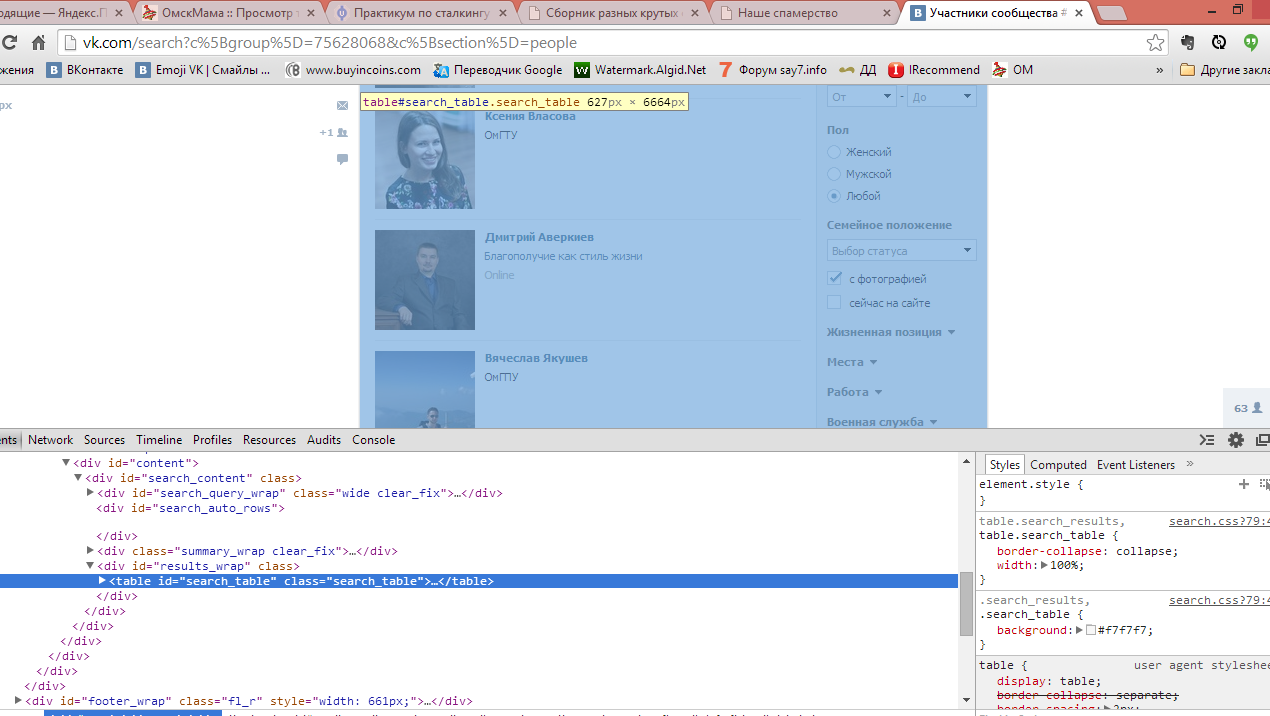 одящие — Яндекс.П
ОмскМама :: Просмотр т
Практикум по сталкингу
Сборник разных крутых с
Наше спамерство
Участники сообщества #
vk.com/search?c%5Bgroup%5D=75628068&c%5Bsection%5D=people
жения
ВКонтакте
Emoji VK | Смайлы ...
www.buyincoins.com
Переводчик Google
Watermark.Algid.Net
Форум say7.info
ДД
IRecommend
ОМ
»
Другие закла
px
+1
table#search_table.search_table 627px × 6664px
Ксения Власова
ОмГТУ
Дмитрий Аверкиев
Благополучие как стиль жизни
Online
Вячеслав Якушев
ОмГПУ
От - До
Пол
Женский
Мужской
Любой
Семейное положение
Выбор статуса
с фотографией
сейчас на сайте
Жизненная позиция
Места
Работа
Военная служба
63
ents Network Sources Timeline Profiles Resources Audits Console
<div id="content">
<div id="search_content" class>
<div id="search_query_wrap" class="wide clear_fix">…</div>
<div id="search_auto_rows">
</div>
<div class="summary_wrap clear_fix">…</div>
<div id="results_wrap" class>
<table id="search_table" class="search_table">…</table>
</div>
</div>
</div>
</div>
</div>
</div>
</div>
<div id="footer_wrap" class="fl_r" style="width: 661px;">…</div>
Styles Computed Event Listeners »
element.style {
}
table.search_results, search.css?79:4
table.search_table {
border-collapse: collapse;
width: 100%;
}
.search_results, search.css?79:4
.search_table {
background: #f7f7f7;
}
table { user agent styleshee
display: table;
border-collapse: separate;
border-spacing: 2px;